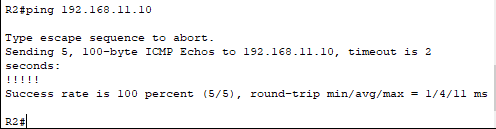 R2#ping 192.168.11.10
Type escape sequence to abort.
Sending 5, 100-byte ICMP Echos to 192.168.11.10, timeout is 2
seconds:
!!!!!
Success rate is 100 percent (5/5), round-trip min/avg/max = 1/4/11 ms
R2#